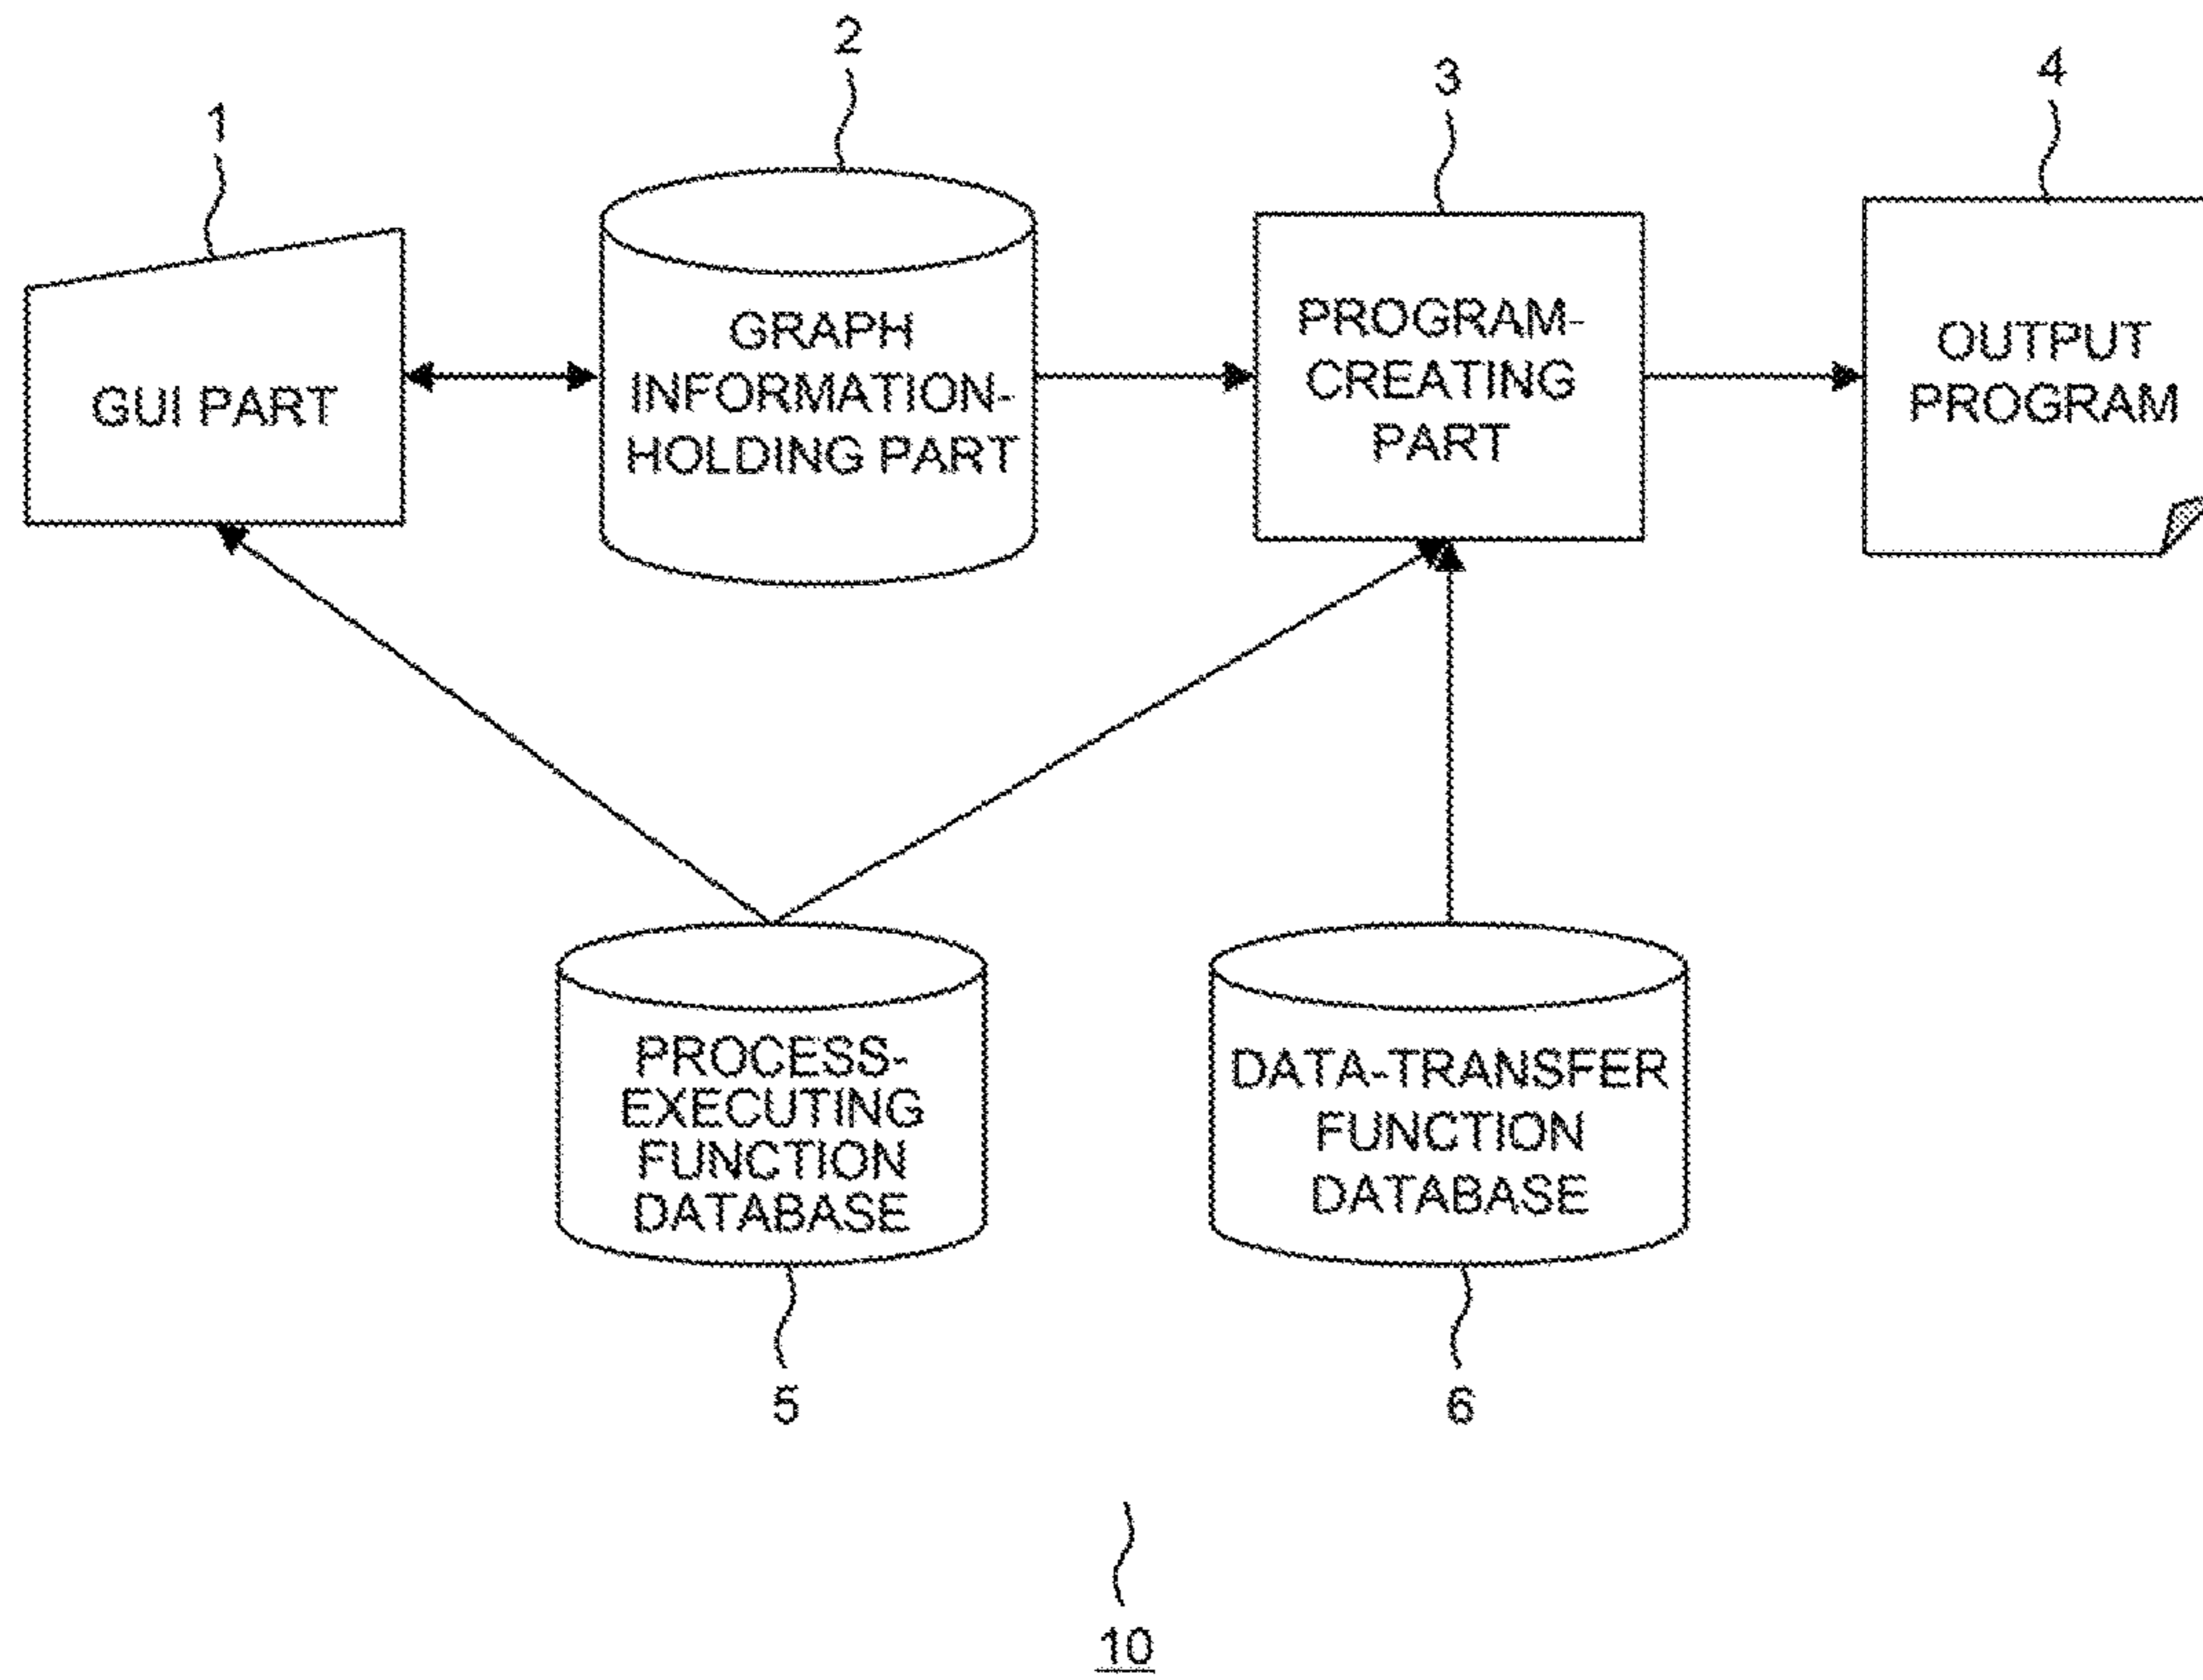 1
2
3
4
GUI PART
GRAPH
INFORMATION-
HOLDING PART
PROGRAM-
CREATING
PART
OUTPUT
PROGRAM
PROCESS-
EXECUTING
FUNCTION
DATABASE
DATA-TRANSFER
FUNCTION
DATABASE
5
6
10